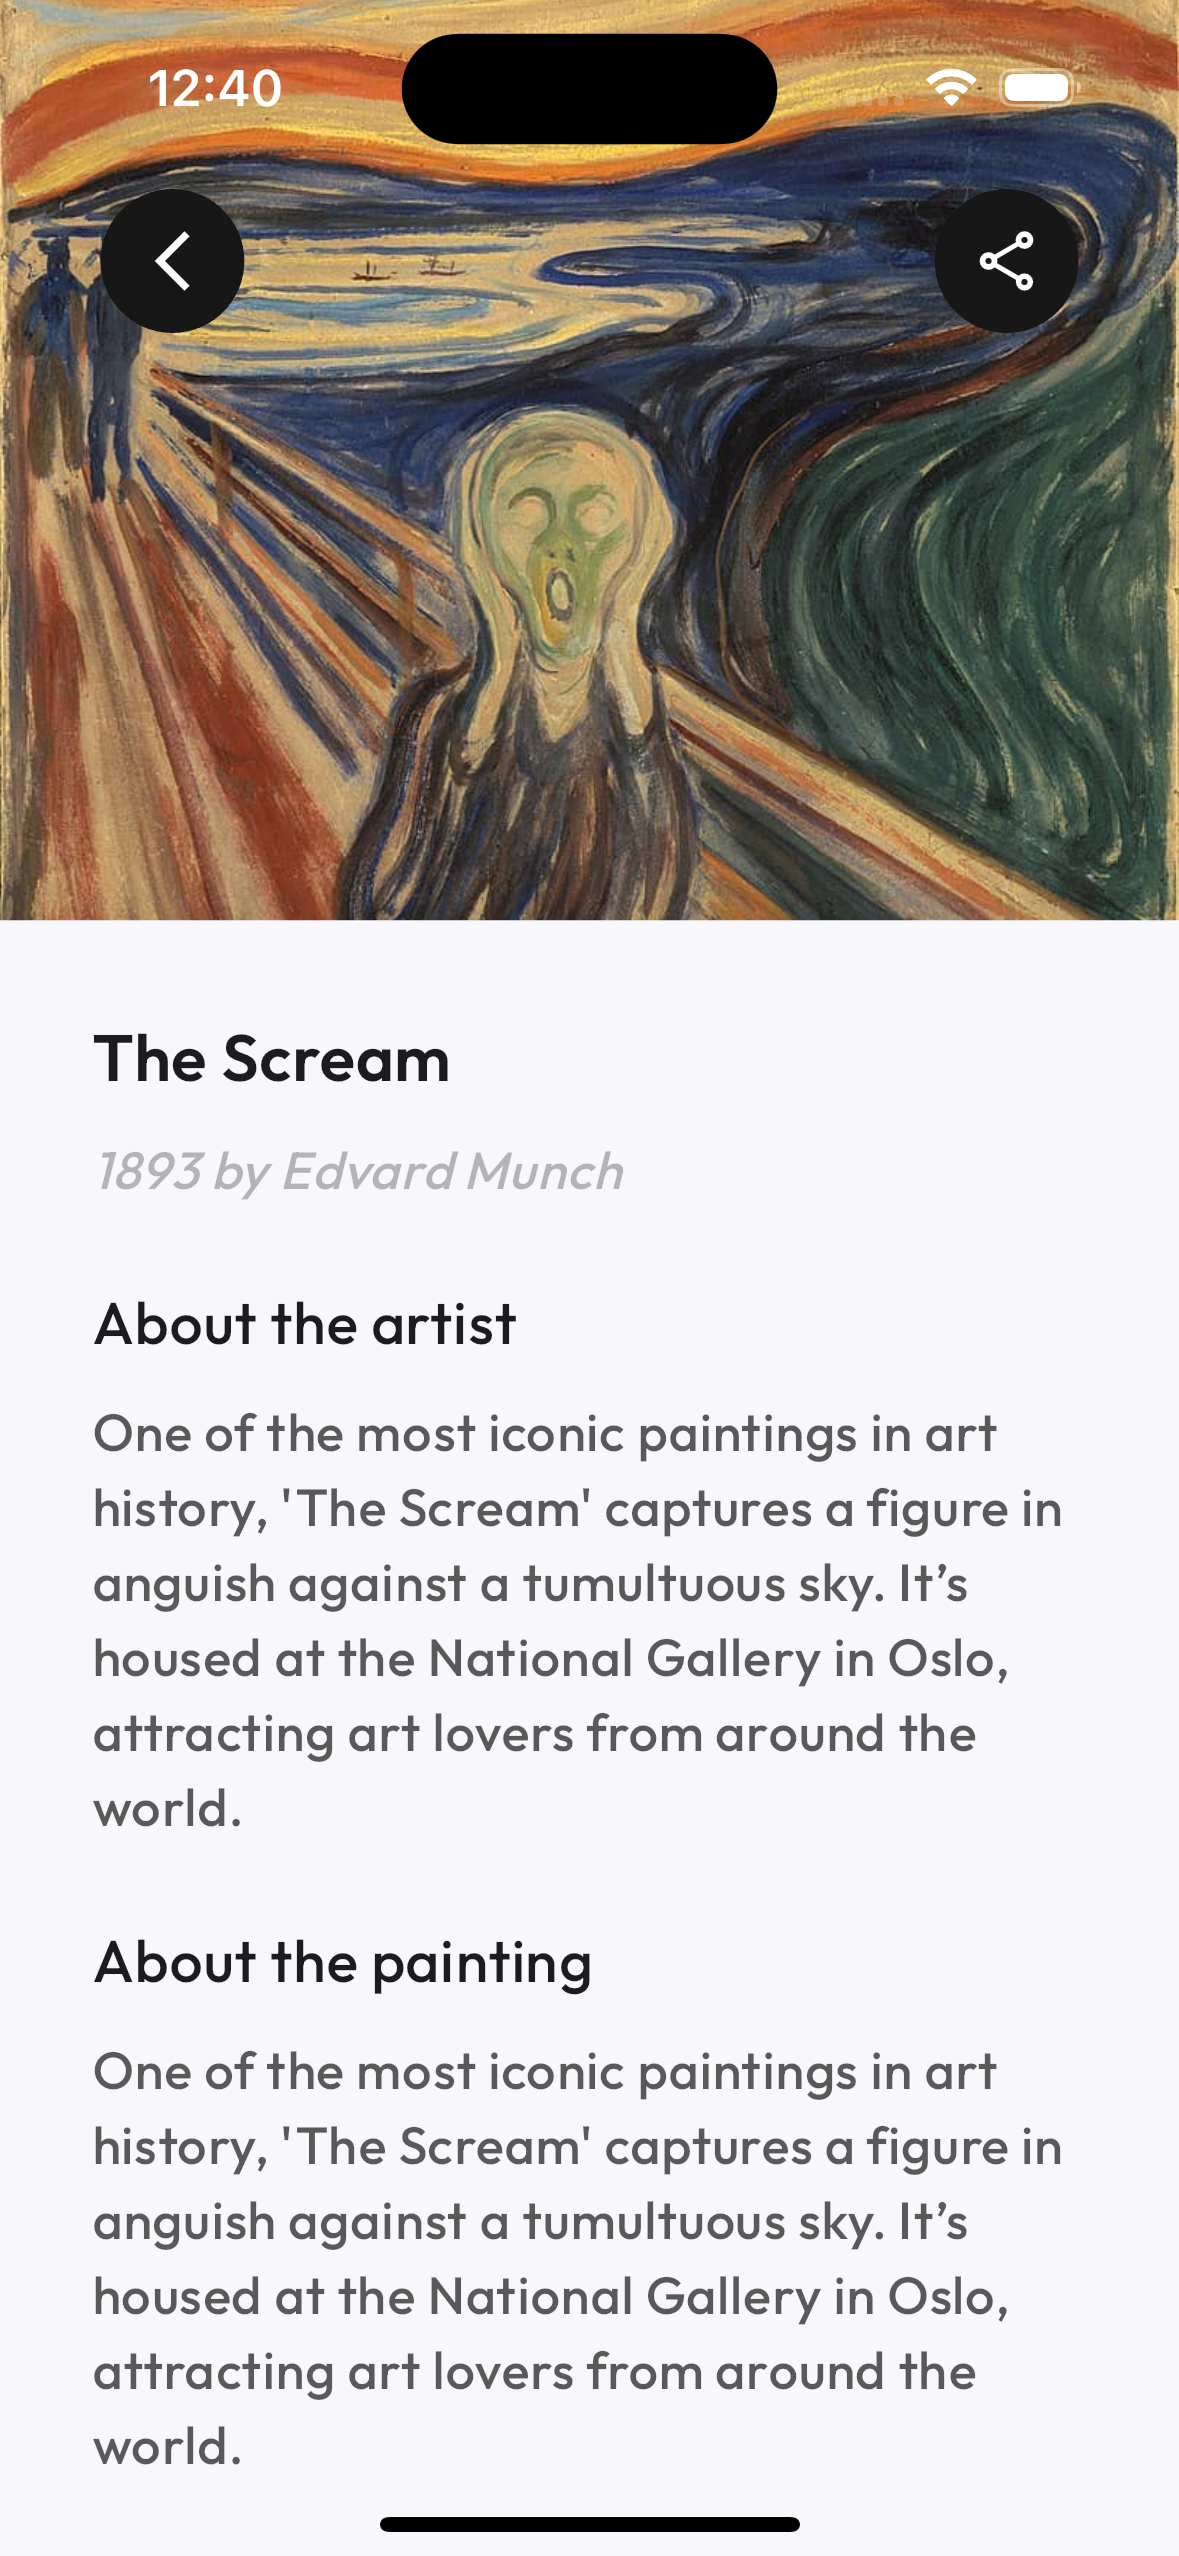 12:40
The Scream
1893 by Edvard Munch
About the artist
One of the most iconic paintings in art
history, 'The Scream' captures a figure in
anguish against a tumultuous sky. It’s
housed at the National Gallery in Oslo,
attracting art lovers from around the
world.
About the painting
One of the most iconic paintings in art
history, 'The Scream' captures a figure in
anguish against a tumultuous sky. It’s
housed at the National Gallery in Oslo,
attracting art lovers from around the
world.